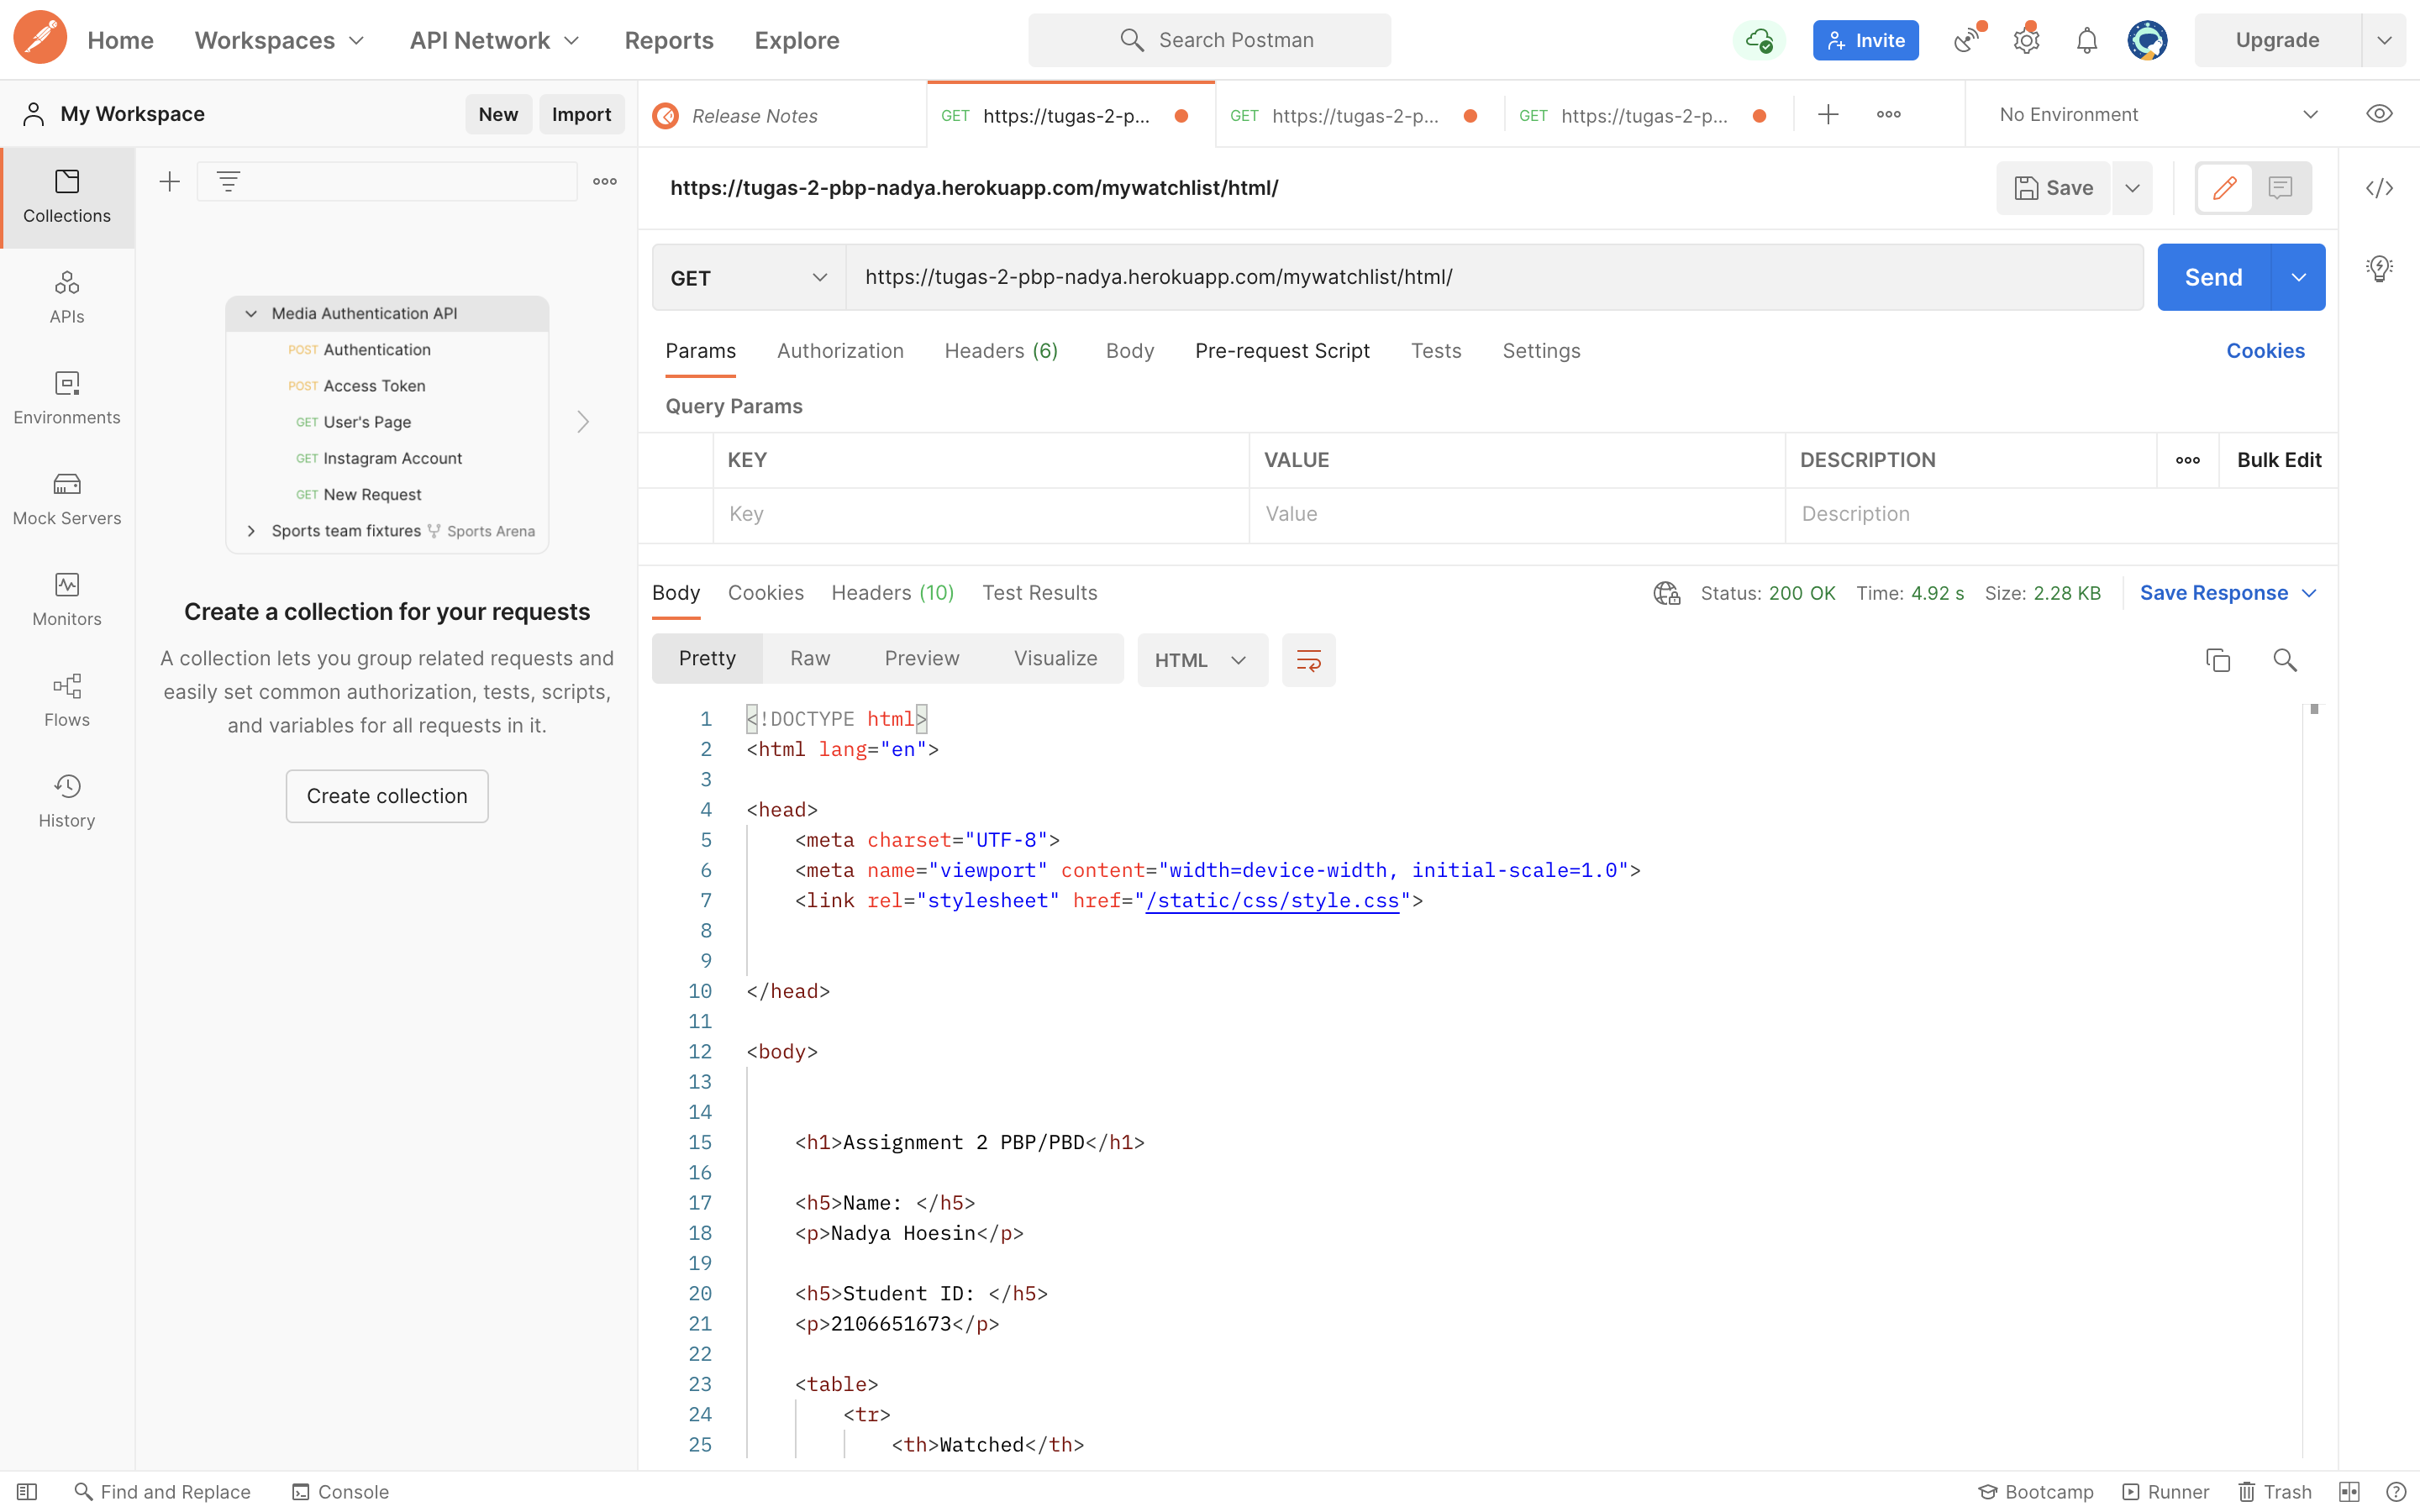 Home Workspaces API Network Reports Explore Search Postman Invite Upgrade
My Workspace New Import Release Notes GET https://tugas-2-p... GET https://tugas-2-p... GET https://tugas-2-p... No Environment
Collections
APIs
Environments
Mock Servers
Monitors
Flows
History
Media Authentication API
POST Authentication
POST Access Token
GET User's Page
GET Instagram Account
GET New Request
Sports team fixtures Sports Arena
Create a collection for your requests
A collection lets you group related requests and
easily set common authorization, tests, scripts,
and variables for all requests in it.
Create collection
https://tugas-2-pbp-nadya.herokuapp.com/mywatchlist/html/ Save
GET https://tugas-2-pbp-nadya.herokuapp.com/mywatchlist/html/ Send
Params Authorization Headers (6) Body Pre-request Script Tests Settings Cookies
Query Params
KEY VALUE DESCRIPTION Bulk Edit
Key Value Description
Body Cookies Headers (10) Test Results Status: 200 OK Time: 4.92 s Size: 2.28 KB Save Response
Pretty Raw Preview Visualize HTML
1 <!DOCTYPE html>
2 <html lang="en">
3
4 <head>
5 <meta charset="UTF-8">
6 <meta name="viewport" content="width=device-width, initial-scale=1.0">
7 <link rel="stylesheet" href="/static/css/style.css">
8
9
10 </head>
11
12 <body>
13
14
15 <h1>Assignment 2 PBP/PBD</h1>
16
17 <h5>Name: </h5>
18 <p>Nadya Hoesin</p>
19
20 <h5>Student ID: </h5>
21 <p>2106651673</p>
22
23 <table>
24 <tr>
25 <th>Watched</th>
Find and Replace Console Bootcamp Runner Trash